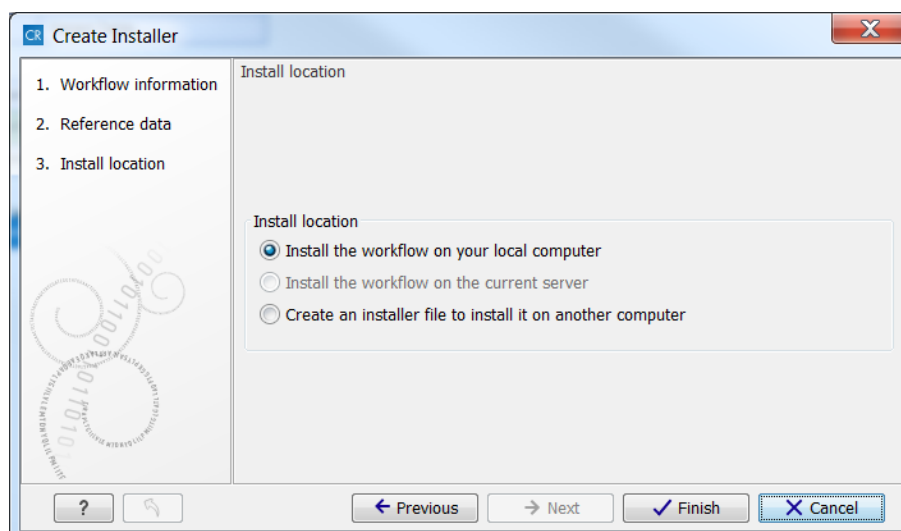 CR Create Installer
X
1. Workflow information
2. Reference data
3. Install location
Install location
Install location
Install the workflow on your local computer
Install the workflow on the current server
Create an installer file to install it on another computer
?
Previous
Next
Finish
Cancel